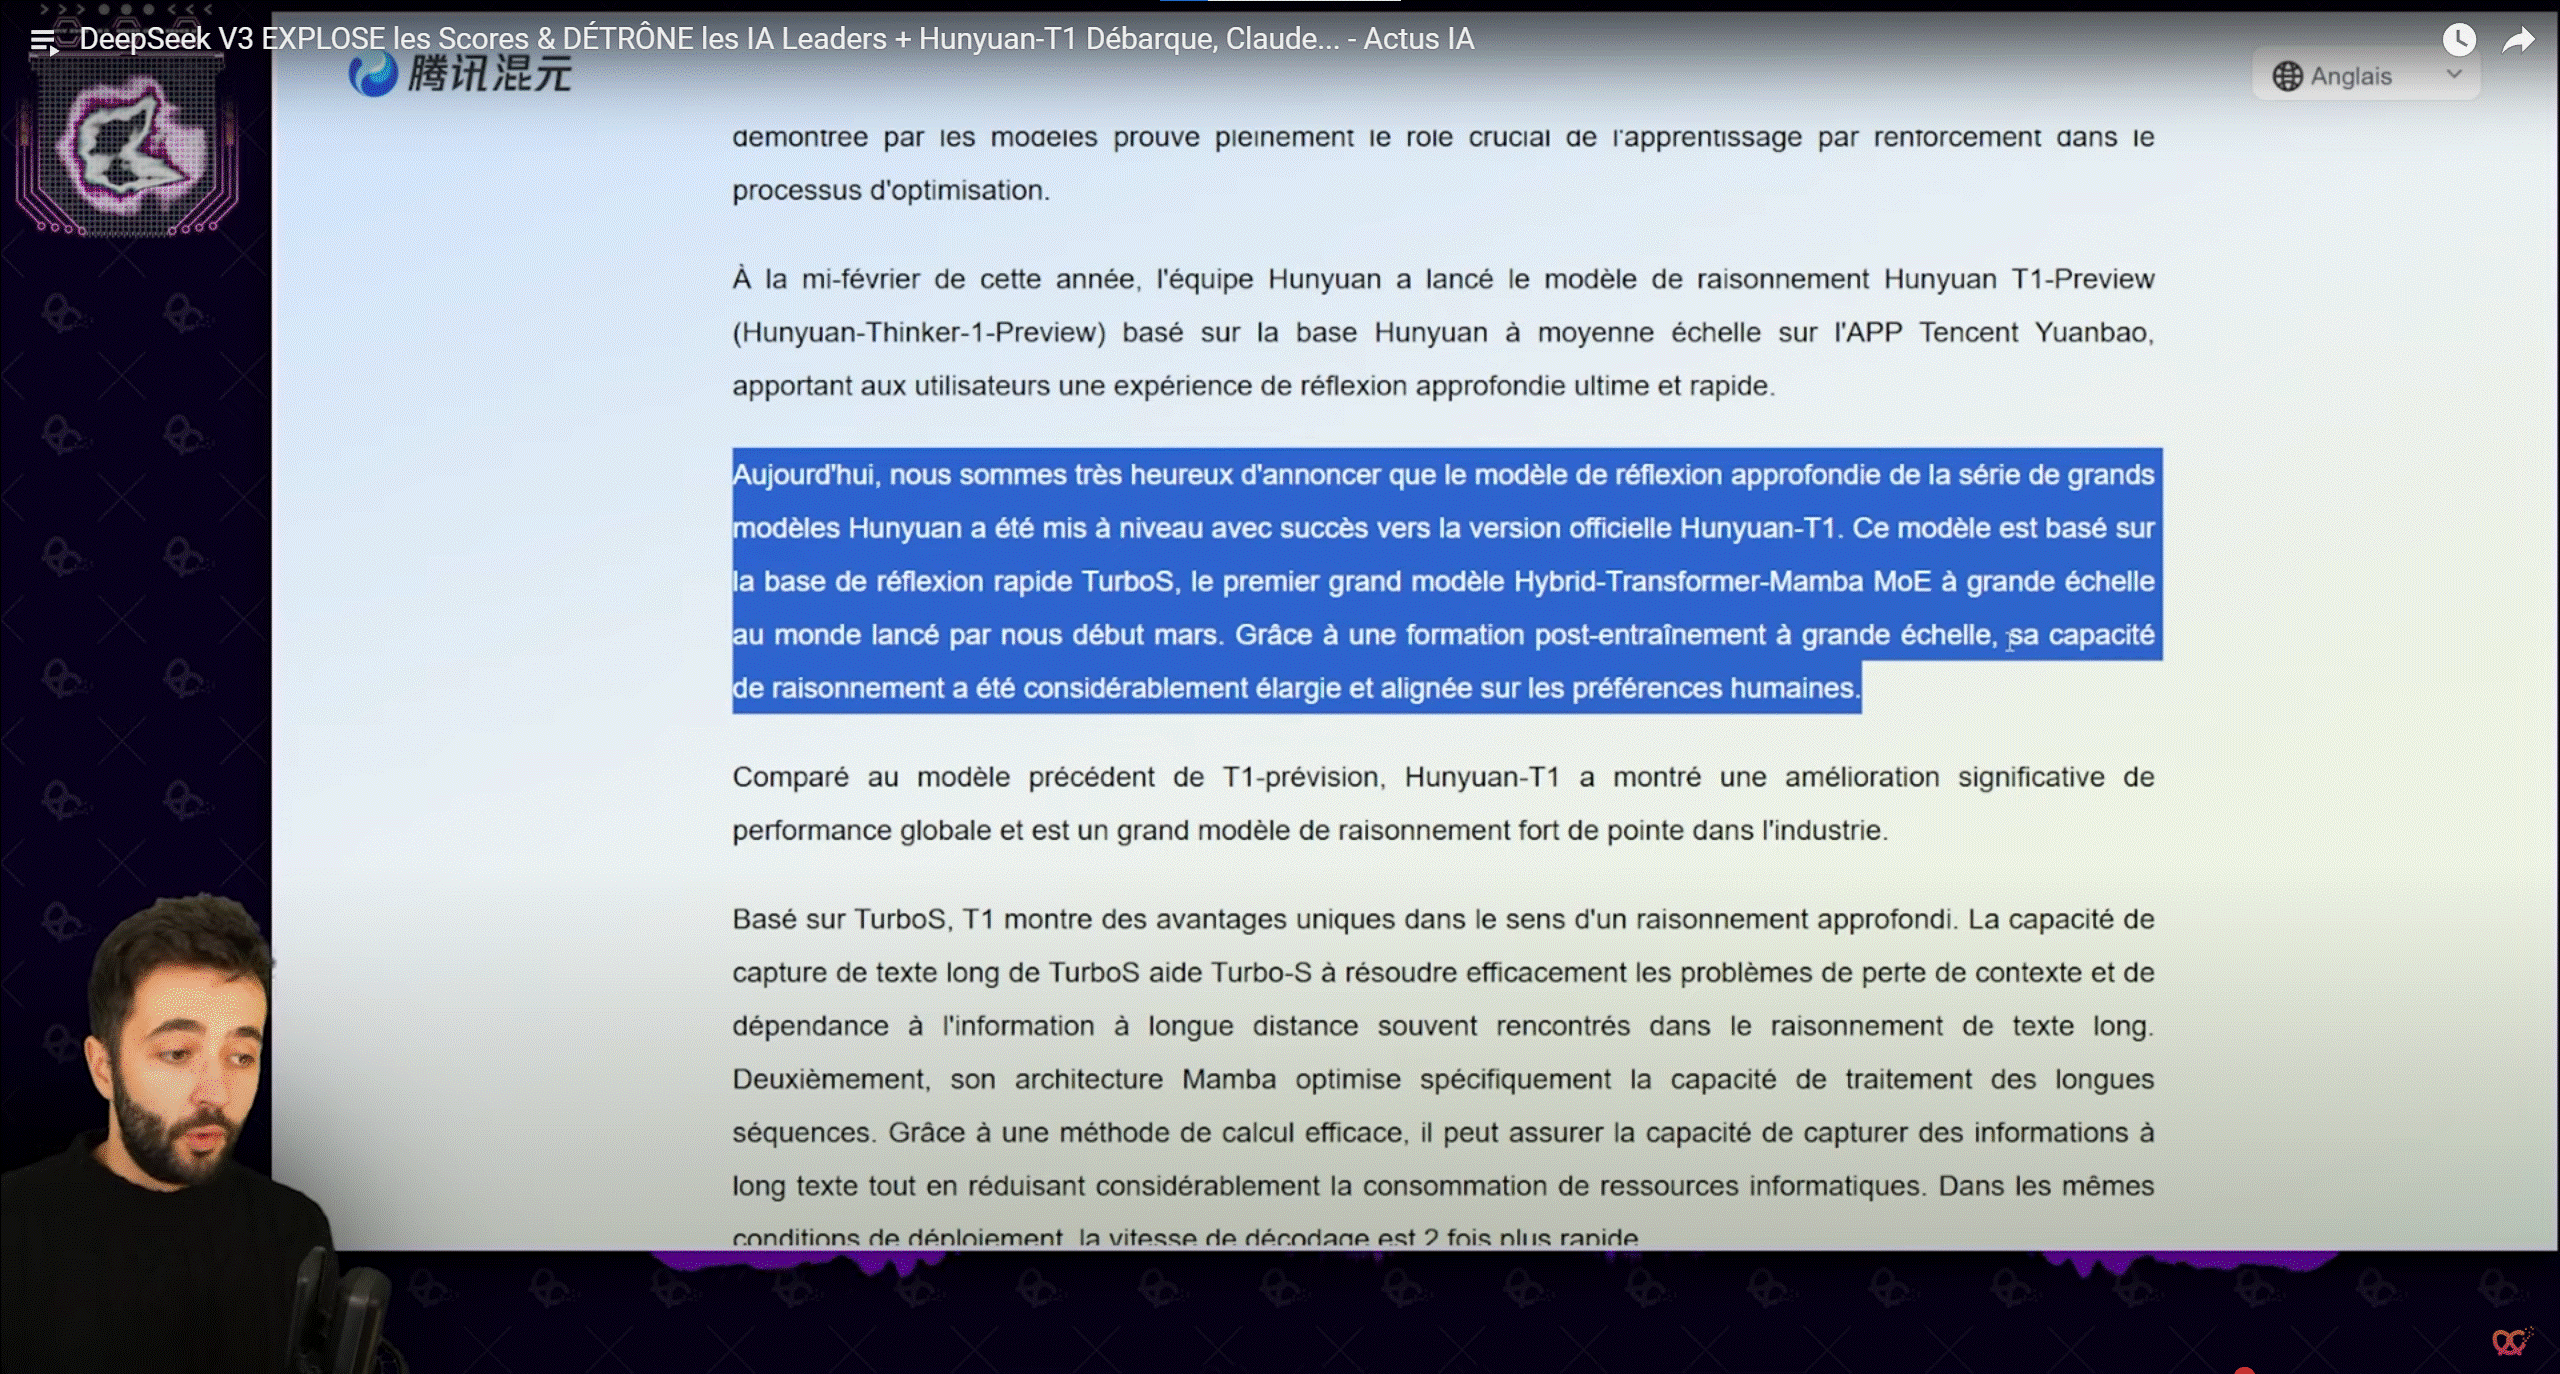 DeepSeek V3 EXPLOSE les Scores & DÉTRÔNE les IA Leaders + Hunyuan-T1 Débarque, Claude... - Actus IA
腾讯混元
Anglais
démontrée par les modèles prouve pleinement le rôle crucial de l'apprentissage par renforcement dans le
processus d'optimisation.
À la mi-février de cette année, l'équipe Hunyuan a lancé le modèle de raisonnement Hunyuan T1-Preview
(Hunyuan-Thinker-1-Preview) basé sur la base Hunyuan à moyenne échelle sur l'APP Tencent Yuanbao,
apportant aux utilisateurs une expérience de réflexion approfondie ultime et rapide.
Aujourd'hui, nous sommes très heureux d'annoncer que le modèle de réflexion approfondie de la série de grands
modèles Hunyuan a été mis à niveau avec succès vers la version officielle Hunyuan-T1. Ce modèle est basé sur
la base de réflexion rapide TurboS, le premier grand modèle Hybrid-Transformer-Mamba MoE à grande échelle
au monde lancé par nous début mars. Grâce à une formation post-entraînement à grande échelle, sa capacité
de raisonnement a été considérablement élargie et alignée sur les préférences humaines.
Comparé au modèle précédent de T1-prévision, Hunyuan-T1 a montré une amélioration significative de
performance globale et est un grand modèle de raisonnement fort de pointe dans l'industrie.
Basé sur TurboS, T1 montre des avantages uniques dans le sens d'un raisonnement approfondi. La capacité de
capture de texte long de TurboS aide Turbo-S à résoudre efficacement les problèmes de perte de contexte et de
dépendance à l'information à longue distance souvent rencontrés dans le raisonnement de texte long.
Deuxièmement, son architecture Mamba optimise spécifiquement la capacité de traitement des longues
séquences. Grâce à une méthode de calcul efficace, il peut assurer la capacité de capturer des informations à
long texte tout en réduisant considérablement la consommation de ressources informatiques. Dans les mêmes
conditions de déploiement, la vitesse de décodage est 2 fois plus rapide